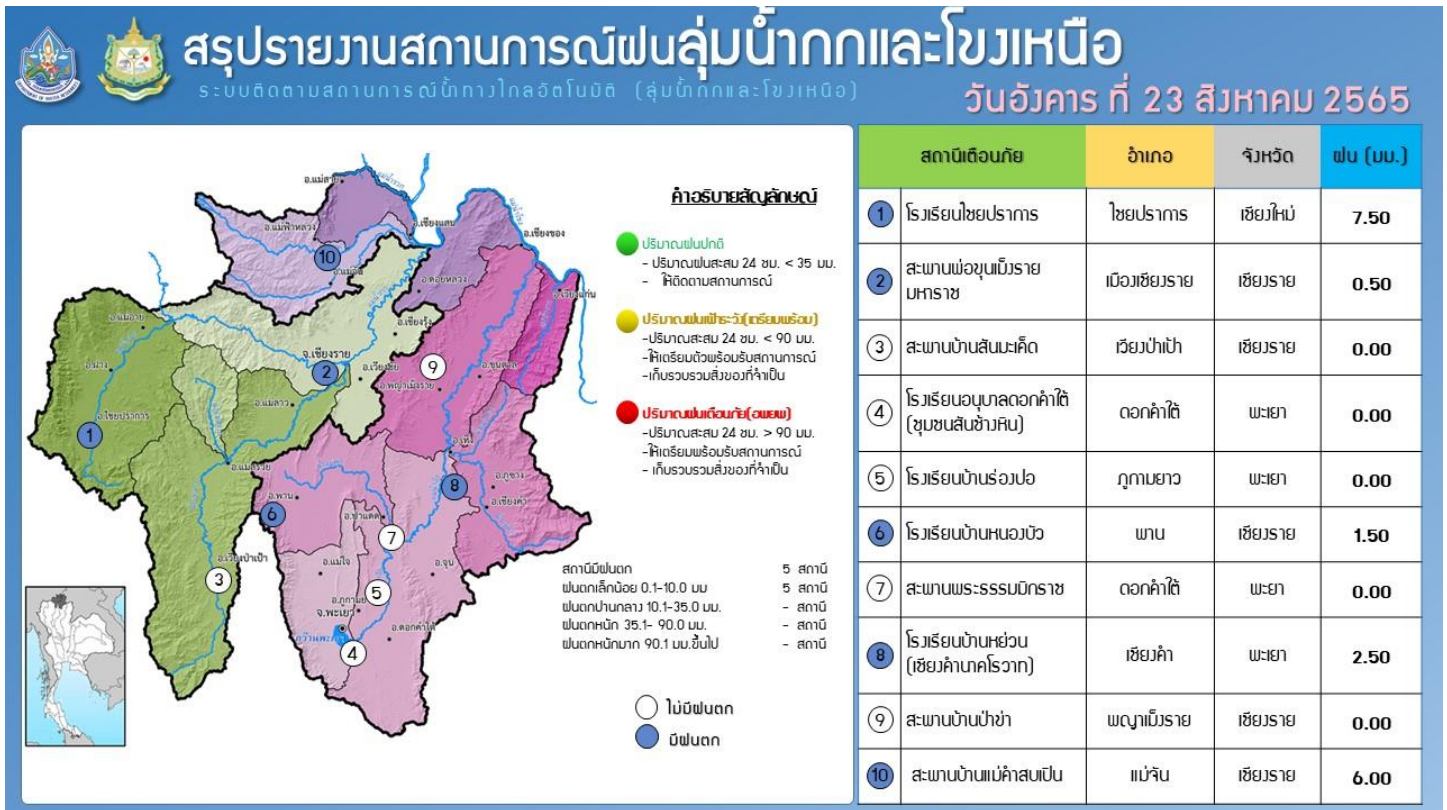 สรุปรายงานสถานการณ์ฝนลุ่มน้ำกกและโขงเหนือ
ระบบติดตามสถานการณ์น้ำทางไกลอัตโนมัติ (ลุ่มน้ำกกและโขงเหนือ)
วันอังคาร ที่ 23 สิงหาคม 2565
อ.แม่สาย
อ.แม่ฟ้าหลวง
อ.เชียงแสน
อ.เชียงของ
10
อ.แม่จัน
อ.ดอยหลวง
อ.เวียงแก่น
อ.แม่อาย
อ.เชียงรุ้ง
จ.เชียงราย
2
อ.เวียงชัย
9
อ.ขุนตาล
อ.พญาเม็งราย
อ.ฝาง
อ.ไชยปราการ
อ.แม่ลาว
1
อ.แม่สรวย
อ.เทิง
8
อ.ภูซาง
อ.เชียงคำ
อ.พาน
6
อ.ป่าแดด
7
อ.เวียงป่าเป้า
3
อ.แม่ใจ
อ.จุน
5
อ.ภูกามยาว
จ.พะเยา
กว๊านพะเยา
4
อ.ดอกคำใต้
คำอธิบายสัญลักษณ์
ปริมาณฝนปกติ
- ปริมาณฝนสะสม 24 ชม. < 35 มม.
- ให้ติดตามสถานการณ์
ปริมาณฝนเฝ้าระวัง(เตรียมพร้อม)
-ปริมาณสะสม 24 ชม. < 90 มม.
-ให้เตรียมตัวพร้อมรับสถานการณ์
-เก็บรวบรวมสิ่งของที่จำเป็น
ปริมาณฝนเตือนภัย(อพยพ)
-ปริมาณสะสม 24 ชม. > 90 มม.
-ให้เตรียมพร้อมรับสถานการณ์
- เก็บรวบรวมสิ่งของที่จำเป็น
สถานีมีฝนตก 5 สถานี
ฝนตกเล็กน้อย 0.1-10.0 มม 5 สถานี
ฝนตกปานกลาง 10.1-35.0 มม. - สถานี
ฝนตกหนัก 35.1- 90.0 มม. - สถานี
ฝนตกหนักมาก 90.1 มม.ขึ้นไป - สถานี
ไม่มีฝนตก
มีฝนตก
สถานีเตือนภัย อำเภอ จังหวัด ฝน (มม.)
1 โรงเรียนไชยปราการ ไชยปราการ เชียงใหม่ 7.50
2 สะพานพ่อขุนเม็งราย
มหาราช เมืองเชียงราย เชียงราย 0.50
3 สะพานบ้านสันมะเค็ด เวียงป่าเป้า เชียงราย 0.00
4 โรงเรียนอนุบาลดอกคำใต้
(ชุมชนสันช้างหิน) ดอกคำใต้ พะเยา 0.00
5 โรงเรียนบ้านร่องปอ ภูกามยาว พะเยา 0.00
6 โรงเรียนบ้านหนองบัว พาน เชียงราย 1.50
7 สะพานพระธรรมมิกราช ดอกคำใต้ พะเยา 0.00
8 โรงเรียนบ้านหย่วน
(เชียงคำนาคโรวาท) เชียงคำ พะเยา 2.50
9 สะพานบ้านป่าข่า พญาเม็งราย เชียงราย 0.00
10 สะพานบ้านแม่คำสบเปิน แม่จัน เชียงราย 6.00